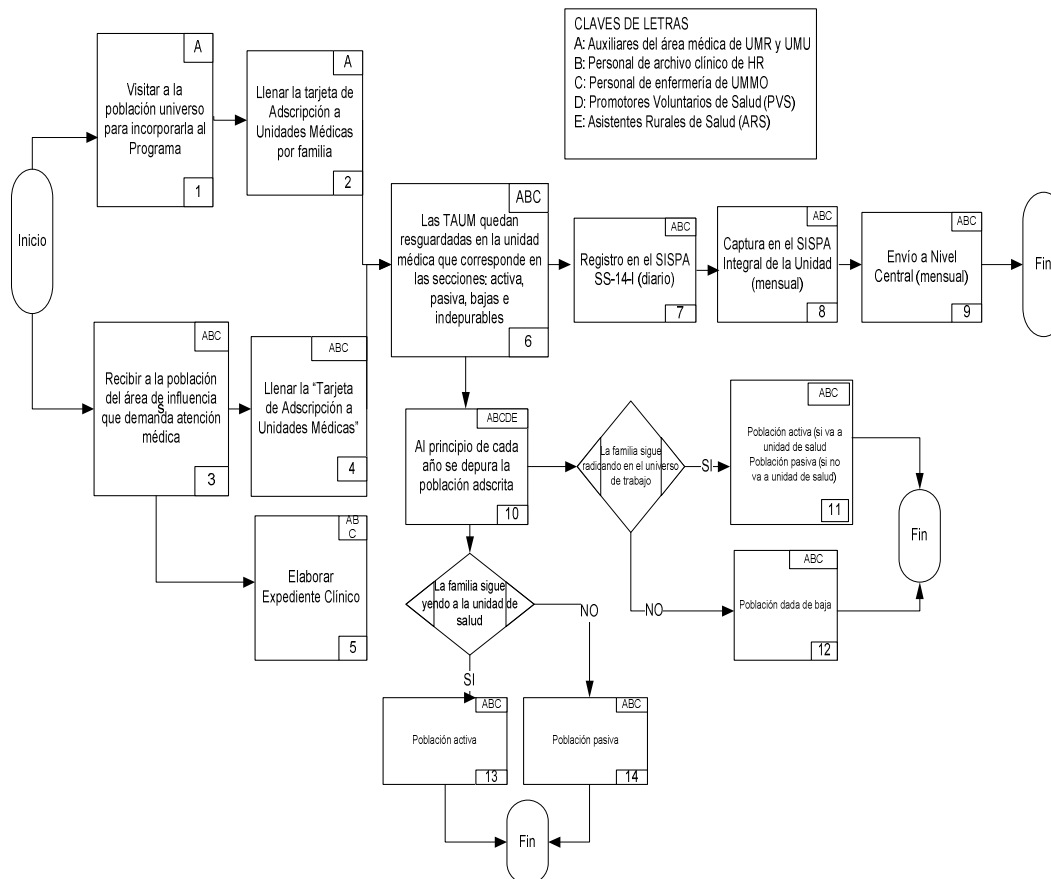 CLAVES DE LETRAS
A: Auxiliares del área médica de UMR y UMU
B: Personal de archivo clínico de HR
C: Personal de enfermería de UMMO
D: Promotores Voluntarios de Salud (PVS)
E: Asistentes Rurales de Salud (ARS)
Inicio
A
Visitar a la
población universo
para incorporarla al
Programa
1
A
Llenar la tarjeta de
Adscripción a
Unidades Médicas
por familia
2
ABC
Recibir a la población
del área de influencia
que demanda atención
médica
S
3
ABC
Llenar la “Tarjeta
de Adscripción a
Unidades Médicas”
4
AB
C
Elaborar
Expediente Clínico
5
ABC
Las TAUM quedan
resguardadas en la unidad
médica que corresponde en
las secciones: activa,
pasiva, bajas e
indepurables
6
ABC
Registro en el SISPA
SS-14-I (diario)
7
ABC
Captura en el SISPA
Integral de la Unidad
(mensual)
8
ABC
Envío a Nivel
Central (mensual)
9
Fin
ABCDE
Al principio de cada
año se depura la
población adscrita
10
La familia sigue
radicando en el universo
de trabajo
SI
ABC
Población activa (si va a
unidad de salud
Población pasiva (si no
va a unidad de salud)
11
NO
ABC
Población dada de baja
12
Fin
La familia sigue
yendo a la unidad de
salud
NO
SI
ABC
Población activa
13
ABC
Población pasiva
14
Fin